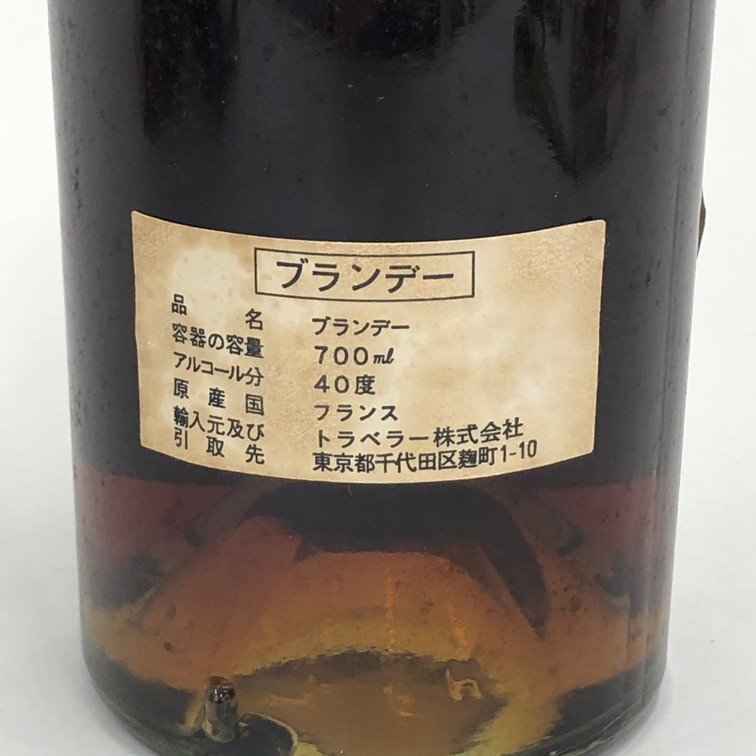 ブランデー
品名 ブランデー
容器の容量 700㎖
アルコール分 40度
原産国 フランス
輸入元及び引取先 トラベラー株式会社
東京都千代田区麹町1-10